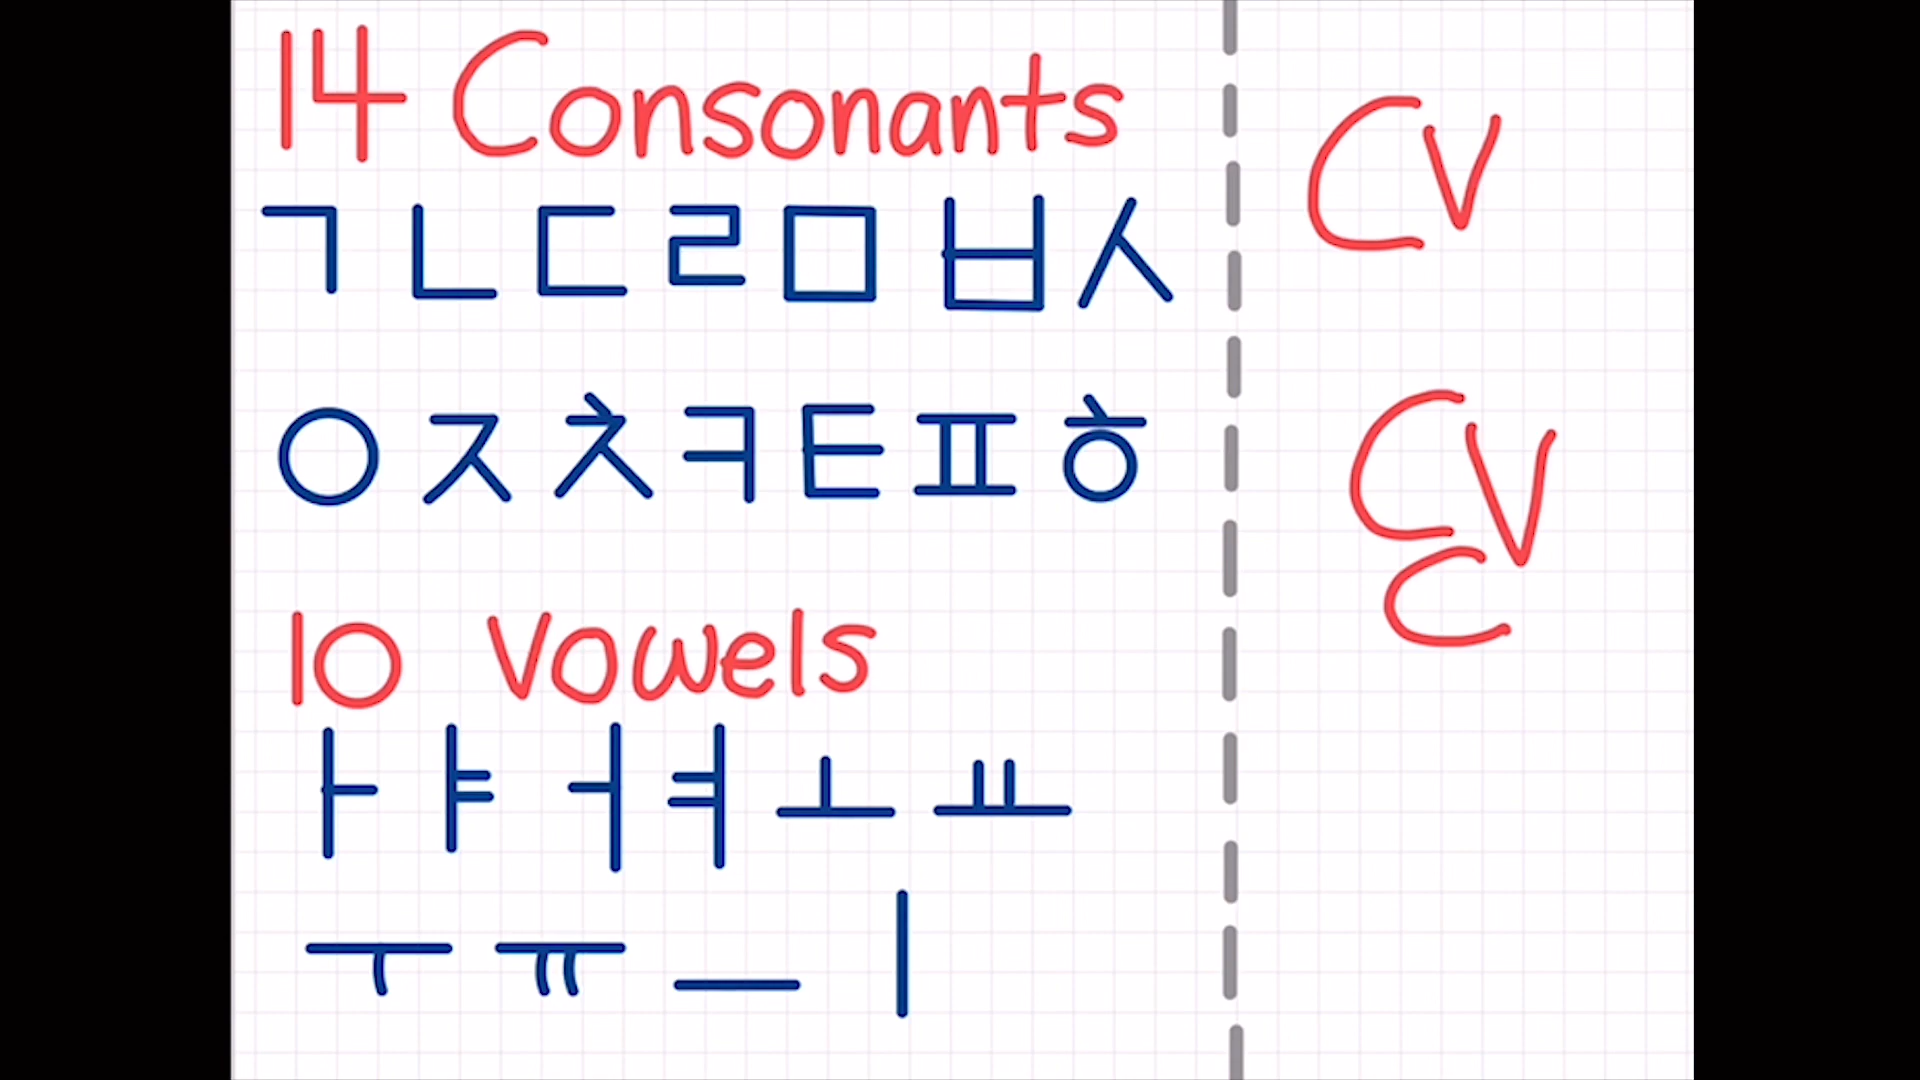 14 Consonants
ㄱ ㄴ ㄷ ㄹ ㅁ ㅂ ㅅ
ㅇ ㅈ ㅊ ㅋ ㅌ ㅍ ㅎ
10 Vowels
ㅏ ㅑ ㅓ ㅕ ㅗ ㅛ
ㅜ ㅠ ㅡ ㅣ
CV
CV
C